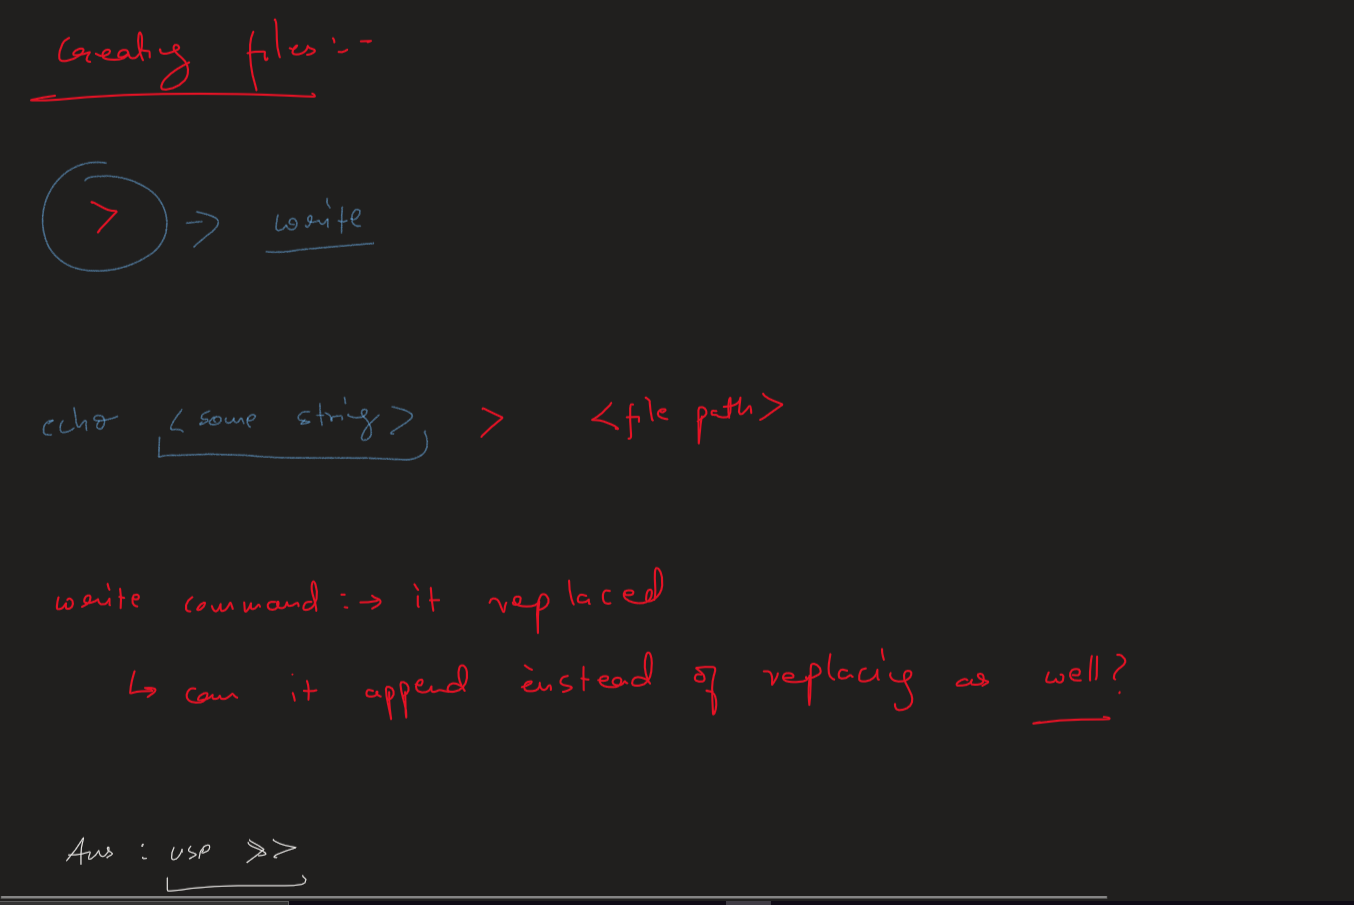 Creating files :-
> → write
echo <some string> > <file path>
write command : → it replaced
↳ can it append instead of replacing as well?
Ans : use >>